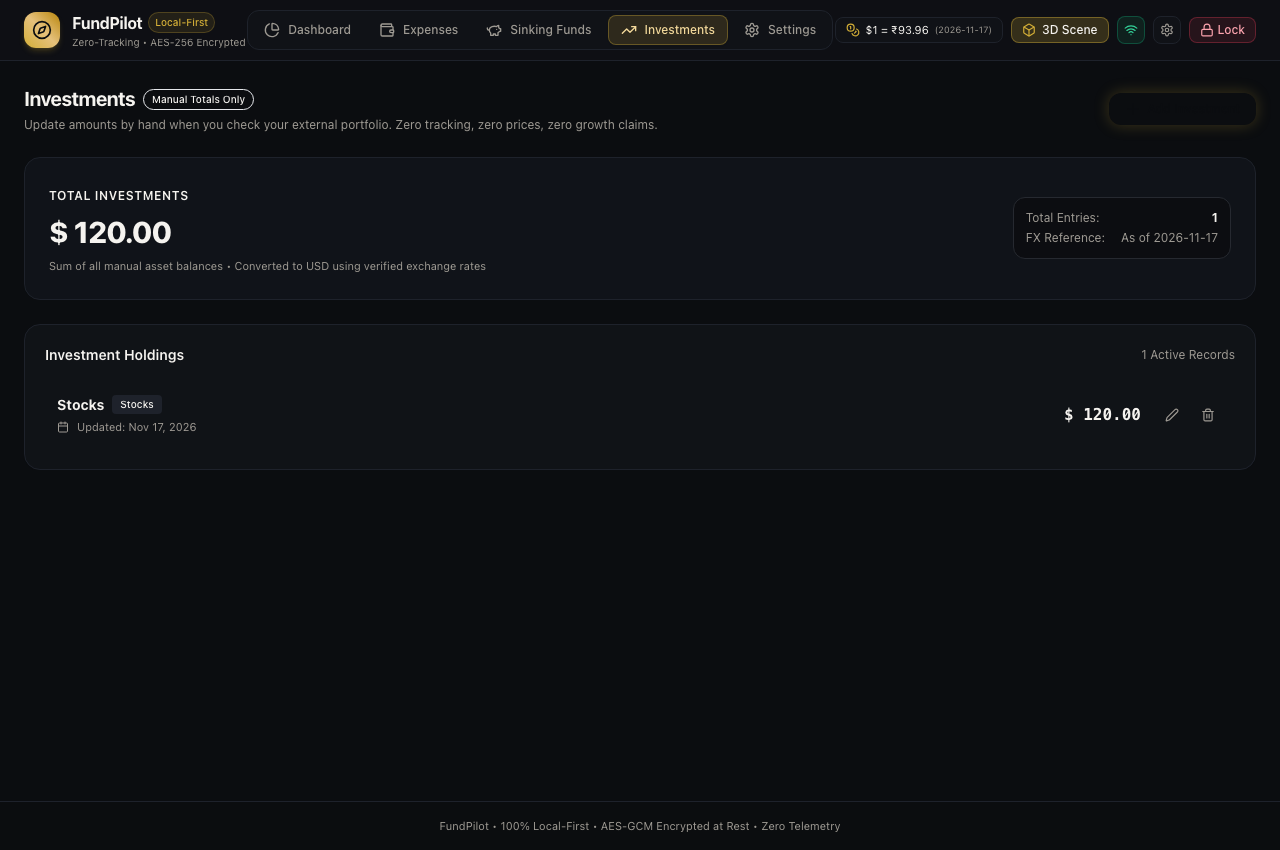 FundPilot Local-First
Zero-Tracking • AES-256 Encrypted
Dashboard Expenses Sinking Funds Investments Settings
$1 = ₹93.96 (2026-11-17) 3D Scene Lock
Investments Manual Totals Only
Update amounts by hand when you check your external portfolio. Zero tracking, zero prices, zero growth claims.
TOTAL INVESTMENTS
$ 120.00
Sum of all manual asset balances • Converted to USD using verified exchange rates
Total Entries: 1
FX Reference: As of 2026-11-17
Investment Holdings 1 Active Records
Stocks Stocks
Updated: Nov 17, 2026
$ 120.00
FundPilot • 100% Local-First • AES-GCM Encrypted at Rest • Zero Telemetry